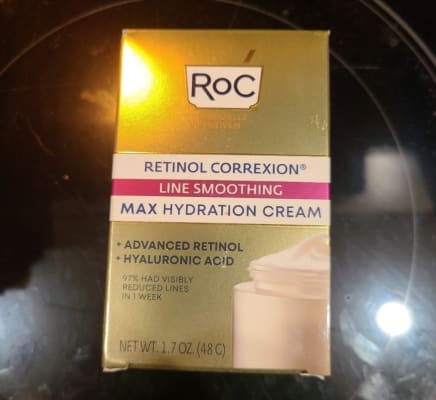 RoC
RETINOL CORREXION®
LINE SMOOTHING
MAX HYDRATION CREAM
+ ADVANCED RETINOL
+ HYALURONIC ACID
97% HAD VISIBLY
REDUCED LINES
IN 1 WEEK
NET WT. 1.7 OZ. (48 G)